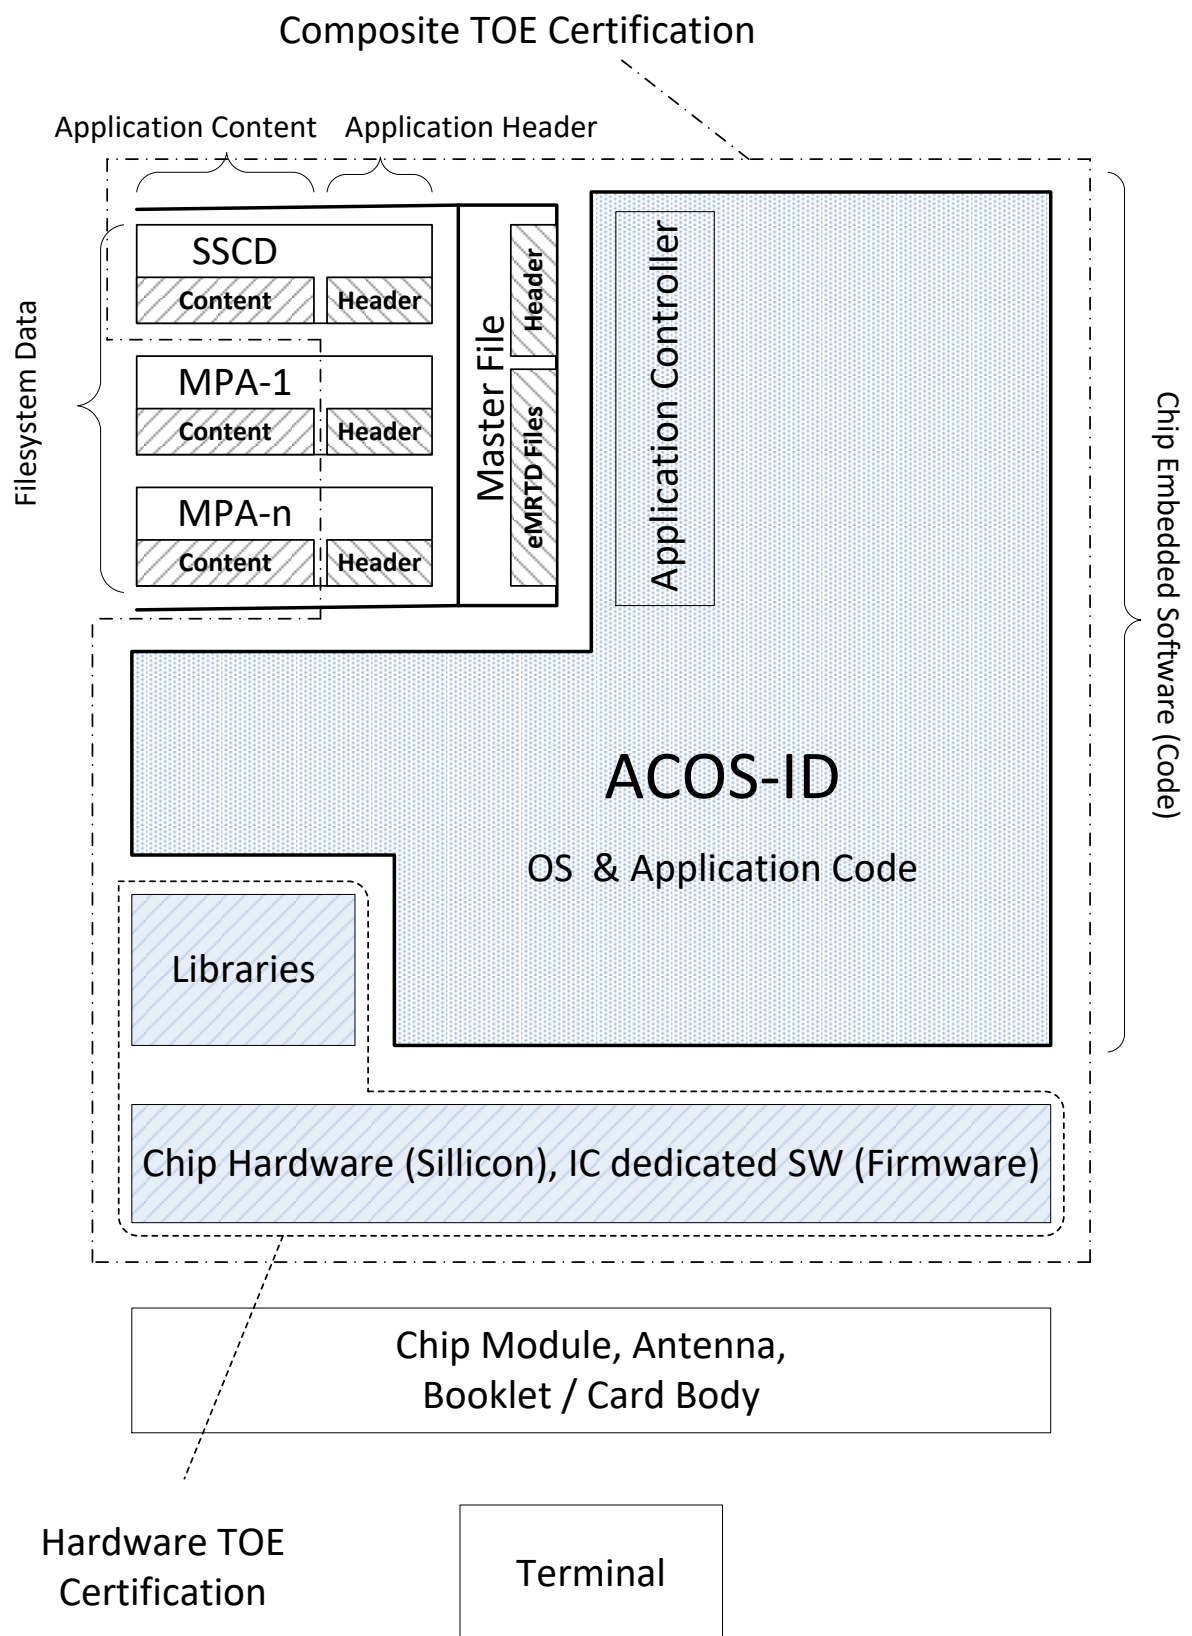 Composite TOE Certification
Application Content
Application Header
Filesystem Data
SSCD
Content
Header
MPA-1
Content
Header
MPA-n
Content
Header
Master File
Header
eMRTD Files
Application Controller
Chip Embedded Software (Code)
ACOS-ID
OS & Application Code
Libraries
Chip Hardware (Sillicon), IC dedicated SW (Firmware)
Chip Module, Antenna,
Booklet / Card Body
Hardware TOE
Certification
Terminal